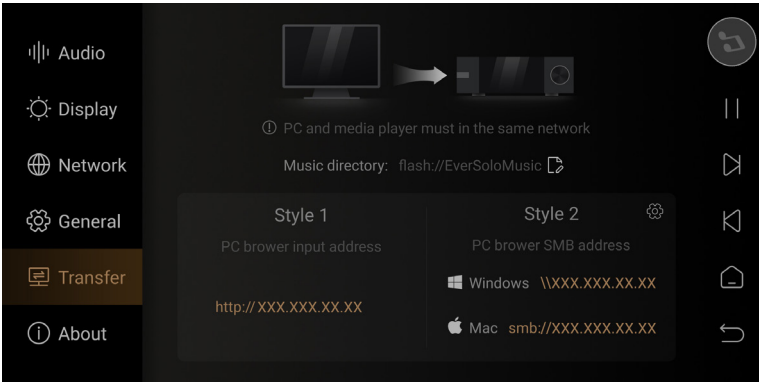 Audio
Display
Network
General
Transfer
About
PC and media player must in the same network
Music directory: flash://EverSoloMusic
Style 1
PC brower input address
http://XXX.XXX.XX.XX
Style 2
PC brower SMB address
Windows \\XXX.XXX.XX.XX
Mac smb://XXX.XXX.XX.XX